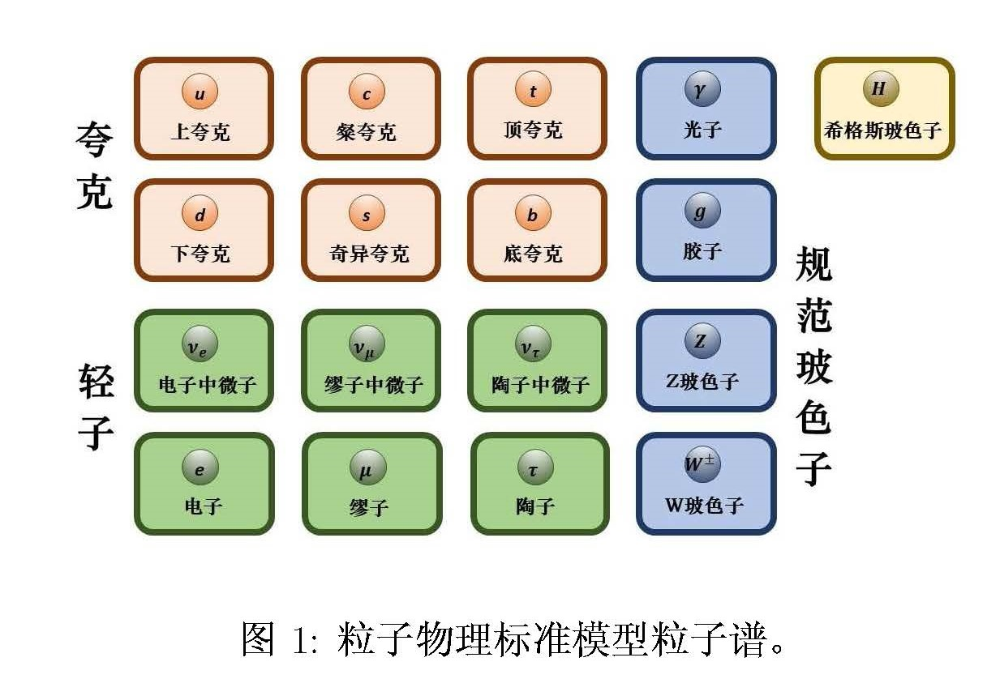 夸克
u
上夸克
c
粲夸克
t
顶夸克
γ
光子
H
希格斯玻色子
d
下夸克
s
奇异夸克
b
底夸克
g
胶子
规范玻色子
轻子
νe
电子中微子
νμ
缪子中微子
ντ
陶子中微子
Z
Z玻色子
e
电子
μ
缪子
τ
陶子
W±
W玻色子
图 1: 粒子物理标准模型粒子谱。